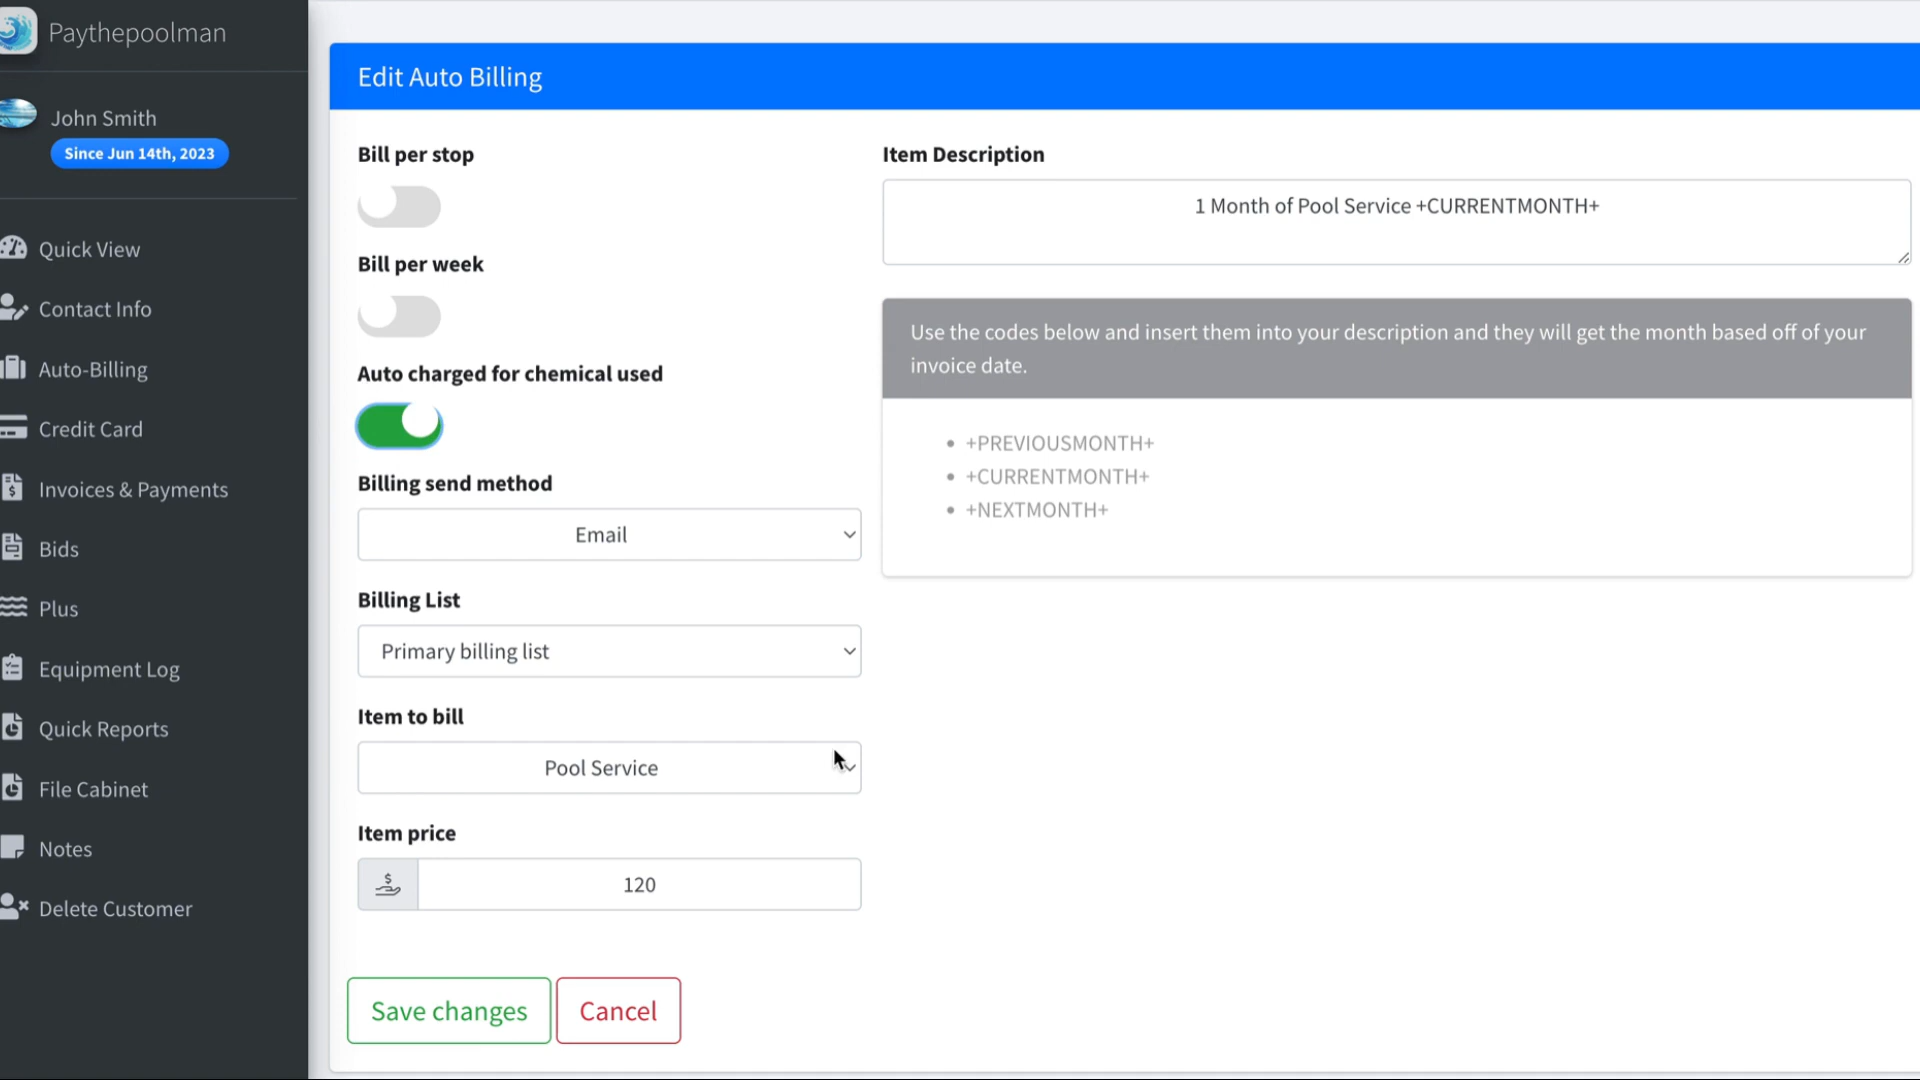 Paythepoolman
John Smith
Since Jun 14th, 2023
Quick View
Contact Info
Auto-Billing
Credit Card
Invoices & Payments
Bids
Plus
Equipment Log
Quick Reports
File Cabinet
Notes
Delete Customer
Edit Auto Billing
Bill per stop
Bill per week
Auto charged for chemical used
Billing send method
Email
Billing List
Primary billing list
Item to bill
Pool Service
Item price
$
120
Save changes
Cancel
Item Description
1 Month of Pool Service +CURRENTMONTH+
Use the codes below and insert them into your description and they will get the month based off of your
invoice date.
+PREVIOUSMONTH+
+CURRENTMONTH+
+NEXTMONTH+